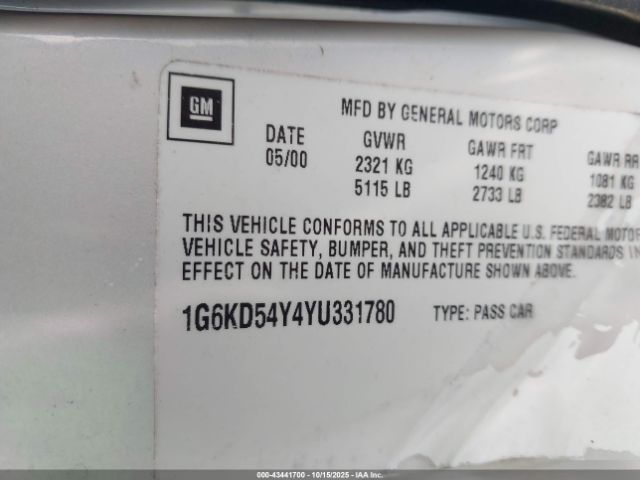 GM
MFD BY GENERAL MOTORS CORP
DATE GVWR GAWR FRT GAWR RR
05/00 2321 KG 1240 KG 1081 KG
5115 LB 2733 LB 2382 LB
THIS VEHICLE CONFORMS TO ALL APPLICABLE U.S. FEDERAL MOTOR
VEHICLE SAFETY, BUMPER, AND THEFT PREVENTION STANDARDS IN
EFFECT ON THE DATE OF MANUFACTURE SHOWN ABOVE.
1G6KD54Y4YU331780 TYPE: PASS CAR
000-43441700 - 10/15/2025 - IAAI.COM